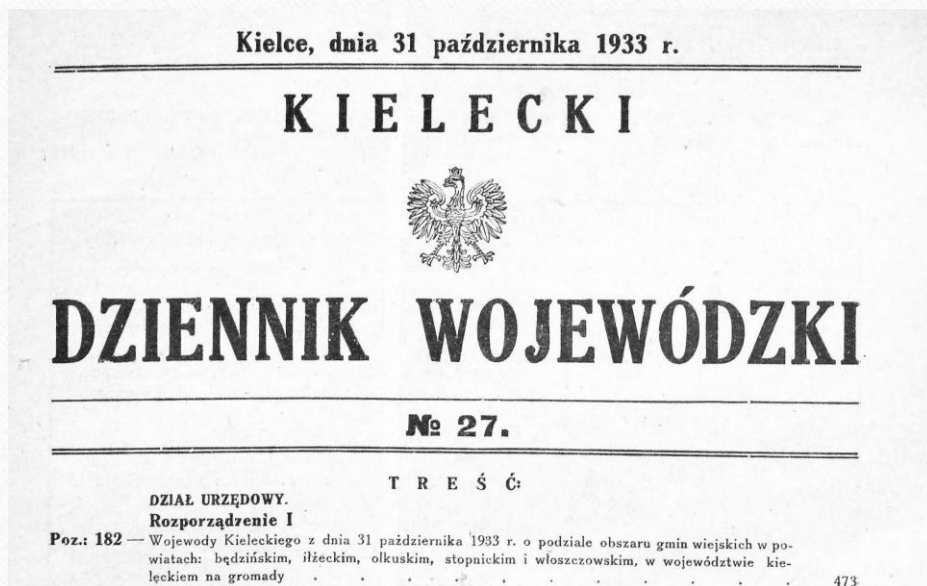 Kielce, dnia 31 października 1933 r.
KIELECKI
DZIENNIK WOJEWÓDZKI
№ 27.
TREŚĆ:
DZIAŁ URZĘDOWY.
Rozporządzenie I
Poz.: 182 — Wojewody Kieleckiego z dnia 31 października 1933 r. o podziale obszaru gmin wiejskich w po-
wiatach: będzińskim, iłżeckim, olkuskim, stopnickim i włoszczowskim, w województwie kie-
lęckiem na gromady . . . . . . . . . . . 473